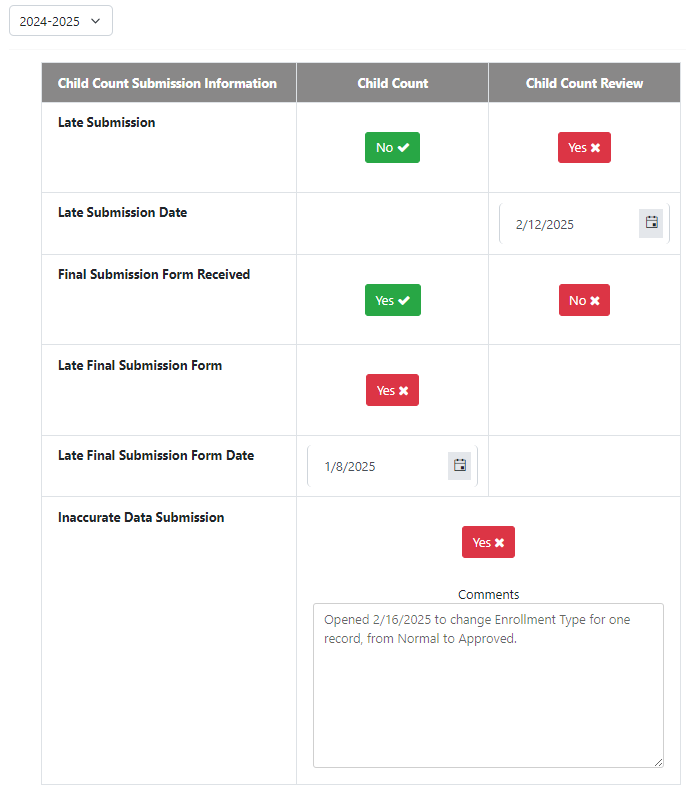 2024-2025
Child Count Submission Information Child Count Child Count Review
Late Submission
No Yes
Late Submission Date
2/12/2025
Final Submission Form Received
Yes No
Late Final Submission Form
Yes
Late Final Submission Form Date
1/8/2025
Inaccurate Data Submission
Yes
Comments
Opened 2/16/2025 to change Enrollment Type for one
record, from Normal to Approved.